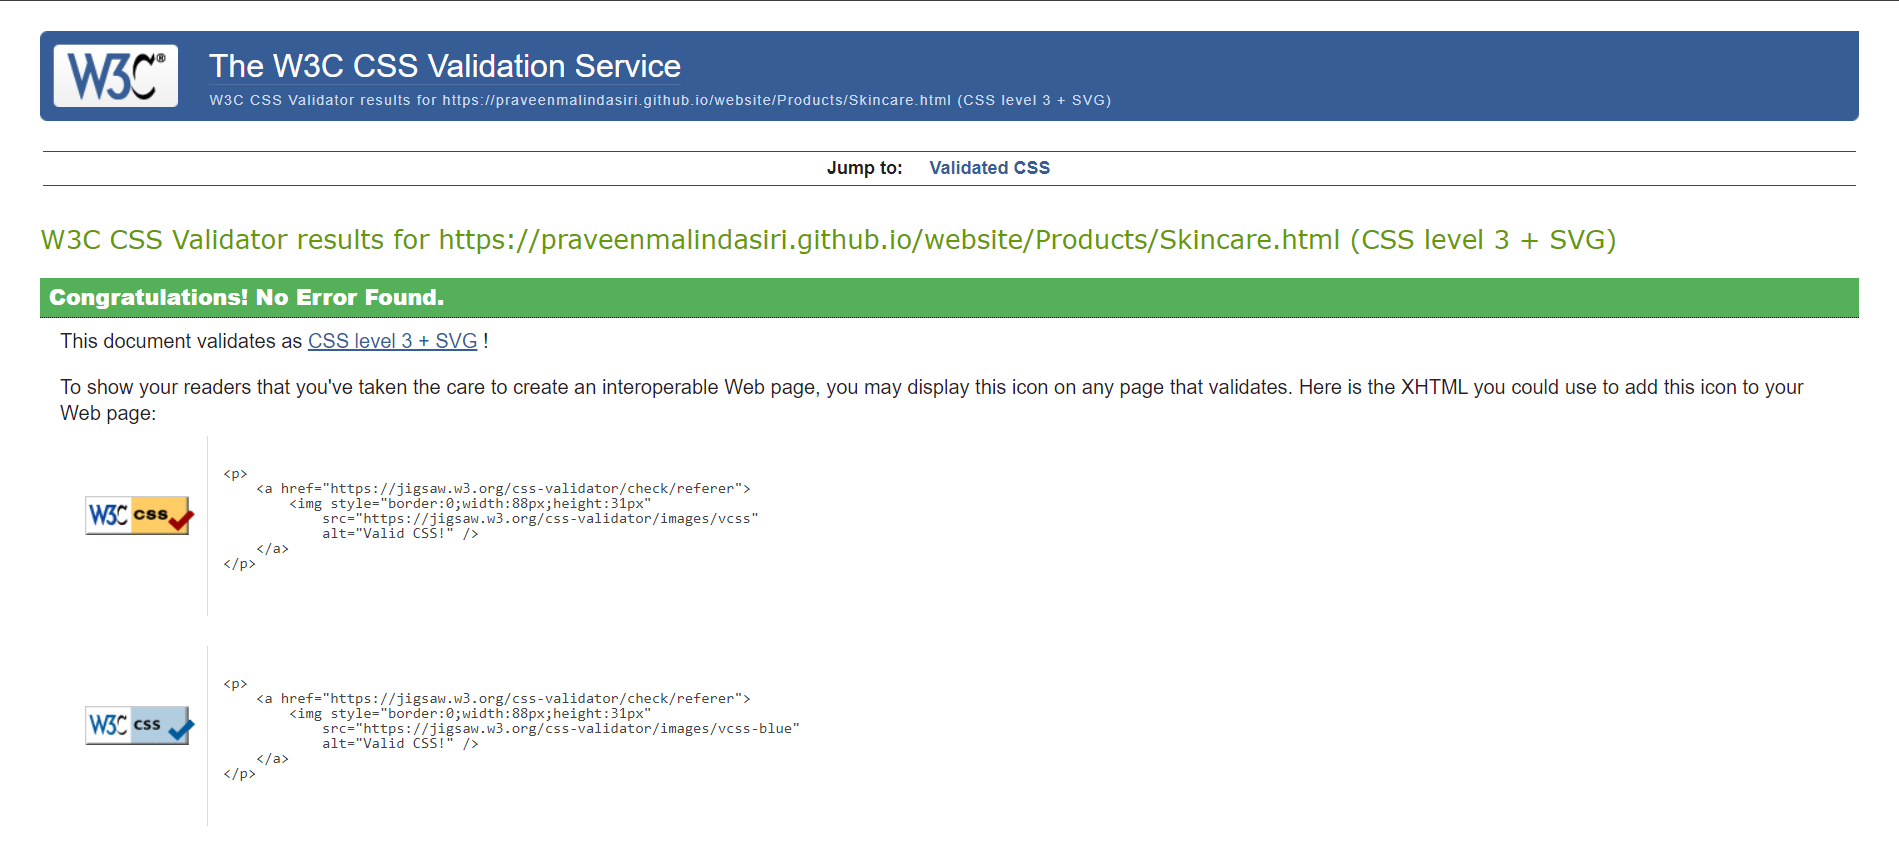 W3C®
The W3C CSS Validation Service
W3C CSS Validator results for https://praveenmalindasiri.github.io/website/Products/Skincare.html (CSS level 3 + SVG)
Jump to: Validated CSS
W3C CSS Validator results for https://praveenmalindasiri.github.io/website/Products/Skincare.html (CSS level 3 + SVG)
Congratulations! No Error Found.
This document validates as CSS level 3 + SVG !
To show your readers that you've taken the care to create an interoperable Web page, you may display this icon on any page that validates. Here is the XHTML you could use to add this icon to your
Web page:
W3C css
<p>
    <a href="https://jigsaw.w3.org/css-validator/check/referer">
        <img style="border:0;width:88px;height:31px"
            src="https://jigsaw.w3.org/css-validator/images/vcss"
            alt="Valid CSS!" />
    </a>
</p>
W3C css
<p>
    <a href="https://jigsaw.w3.org/css-validator/check/referer">
        <img style="border:0;width:88px;height:31px"
            src="https://jigsaw.w3.org/css-validator/images/vcss-blue"
            alt="Valid CSS!" />
    </a>
</p>